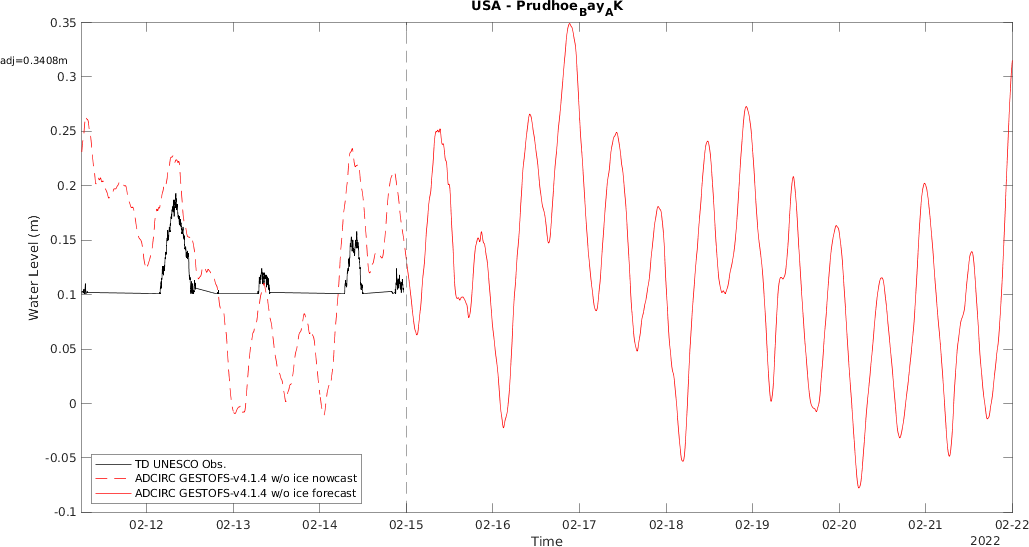 USA - Prudhoe_Bay_AK
adj=0.3408m
0.35
0.3
0.25
0.2
0.15
0.1
0.05
0
-0.05
-0.1
Water Level (m)
TD UNESCO Obs.
ADCIRC GESTOFS-v4.1.4 w/o ice nowcast
ADCIRC GESTOFS-v4.1.4 w/o ice forecast
02-12 02-13 02-14 02-15 02-16 02-17 02-18 02-19 02-20 02-21 02-22
Time
2022